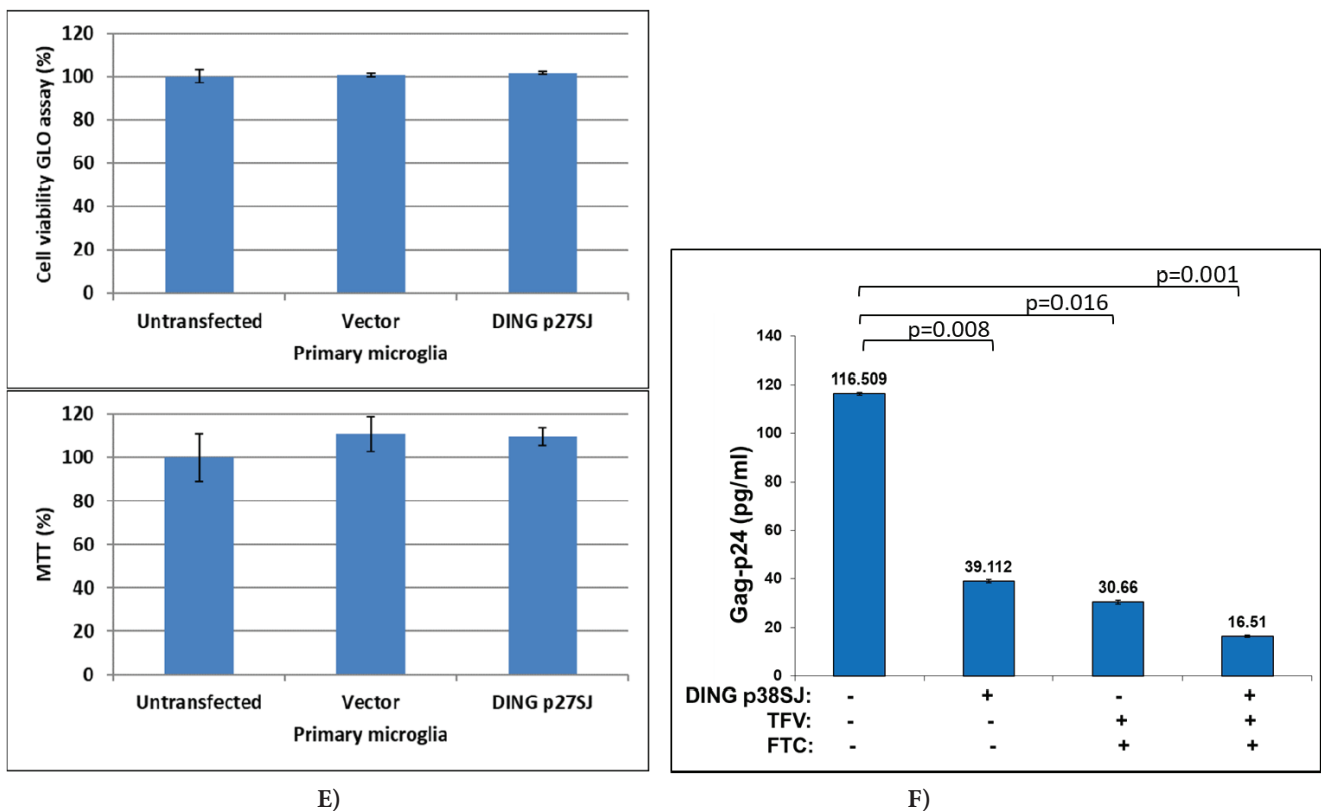 Cell viability GLO assay (%)
120
100
80
60
40
20
0
Untransfected Vector DING p27SJ
Primary microglia
MTT (%)
120
100
80
60
40
20
0
Untransfected Vector DING p27SJ
Primary microglia
E)
p=0.001
p=0.016
p=0.008
Gag-p24 (pg/ml)
140
120
100
80
60
40
20
0
116.509
39.112
30.66
16.51
DING p38SJ: - + - +
TFV: - - + +
FTC: - - + +
F)